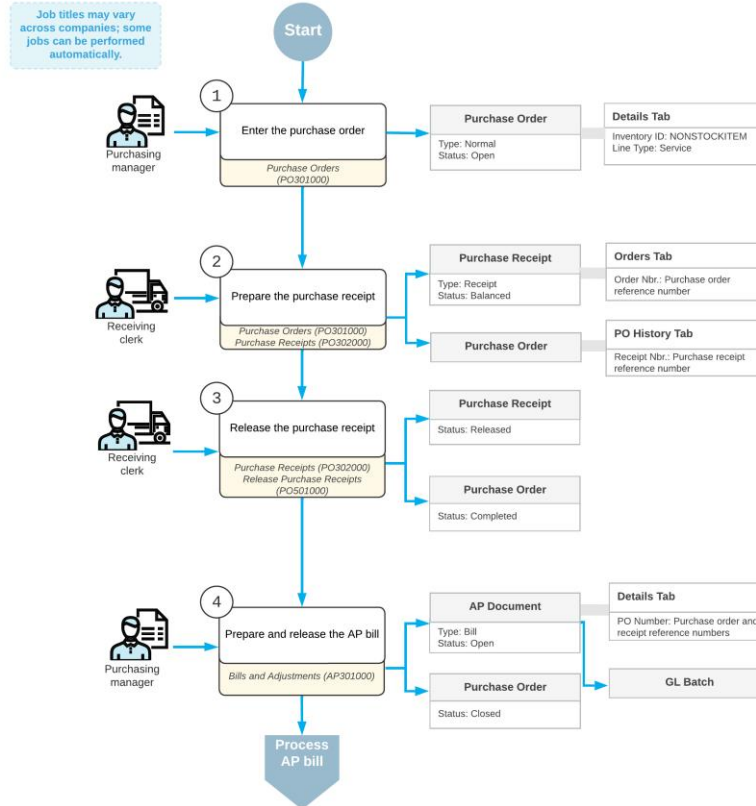 Job titles may vary
across companies; some
jobs can be performed
automatically.
Start
1
Enter the purchase order
Purchase Orders
(PO301000)
Purchasing
manager
Purchase Order
Type: Normal
Status: Open
Details Tab
Inventory ID: NONSTOCKITEM
Line Type: Service
2
Prepare the purchase receipt
Purchase Orders (PO301000)
Purchase Receipts (PO302000)
Receiving
clerk
Purchase Receipt
Type: Receipt
Status: Balanced
Orders Tab
Order Nbr.: Purchase order
reference number
Purchase Order
PO History Tab
Receipt Nbr.: Purchase receipt
reference number
3
Release the purchase receipt
Purchase Receipts (PO302000)
Release Purchase Receipts
(PO501000)
Receiving
clerk
Purchase Receipt
Status: Released
Purchase Order
Status: Completed
4
Prepare and release the AP bill
Bills and Adjustments (AP301000)
Purchasing
manager
AP Document
Type: Bill
Status: Open
Details Tab
PO Number: Purchase order and
receipt reference numbers
GL Batch
Purchase Order
Status: Closed
Process
AP bill